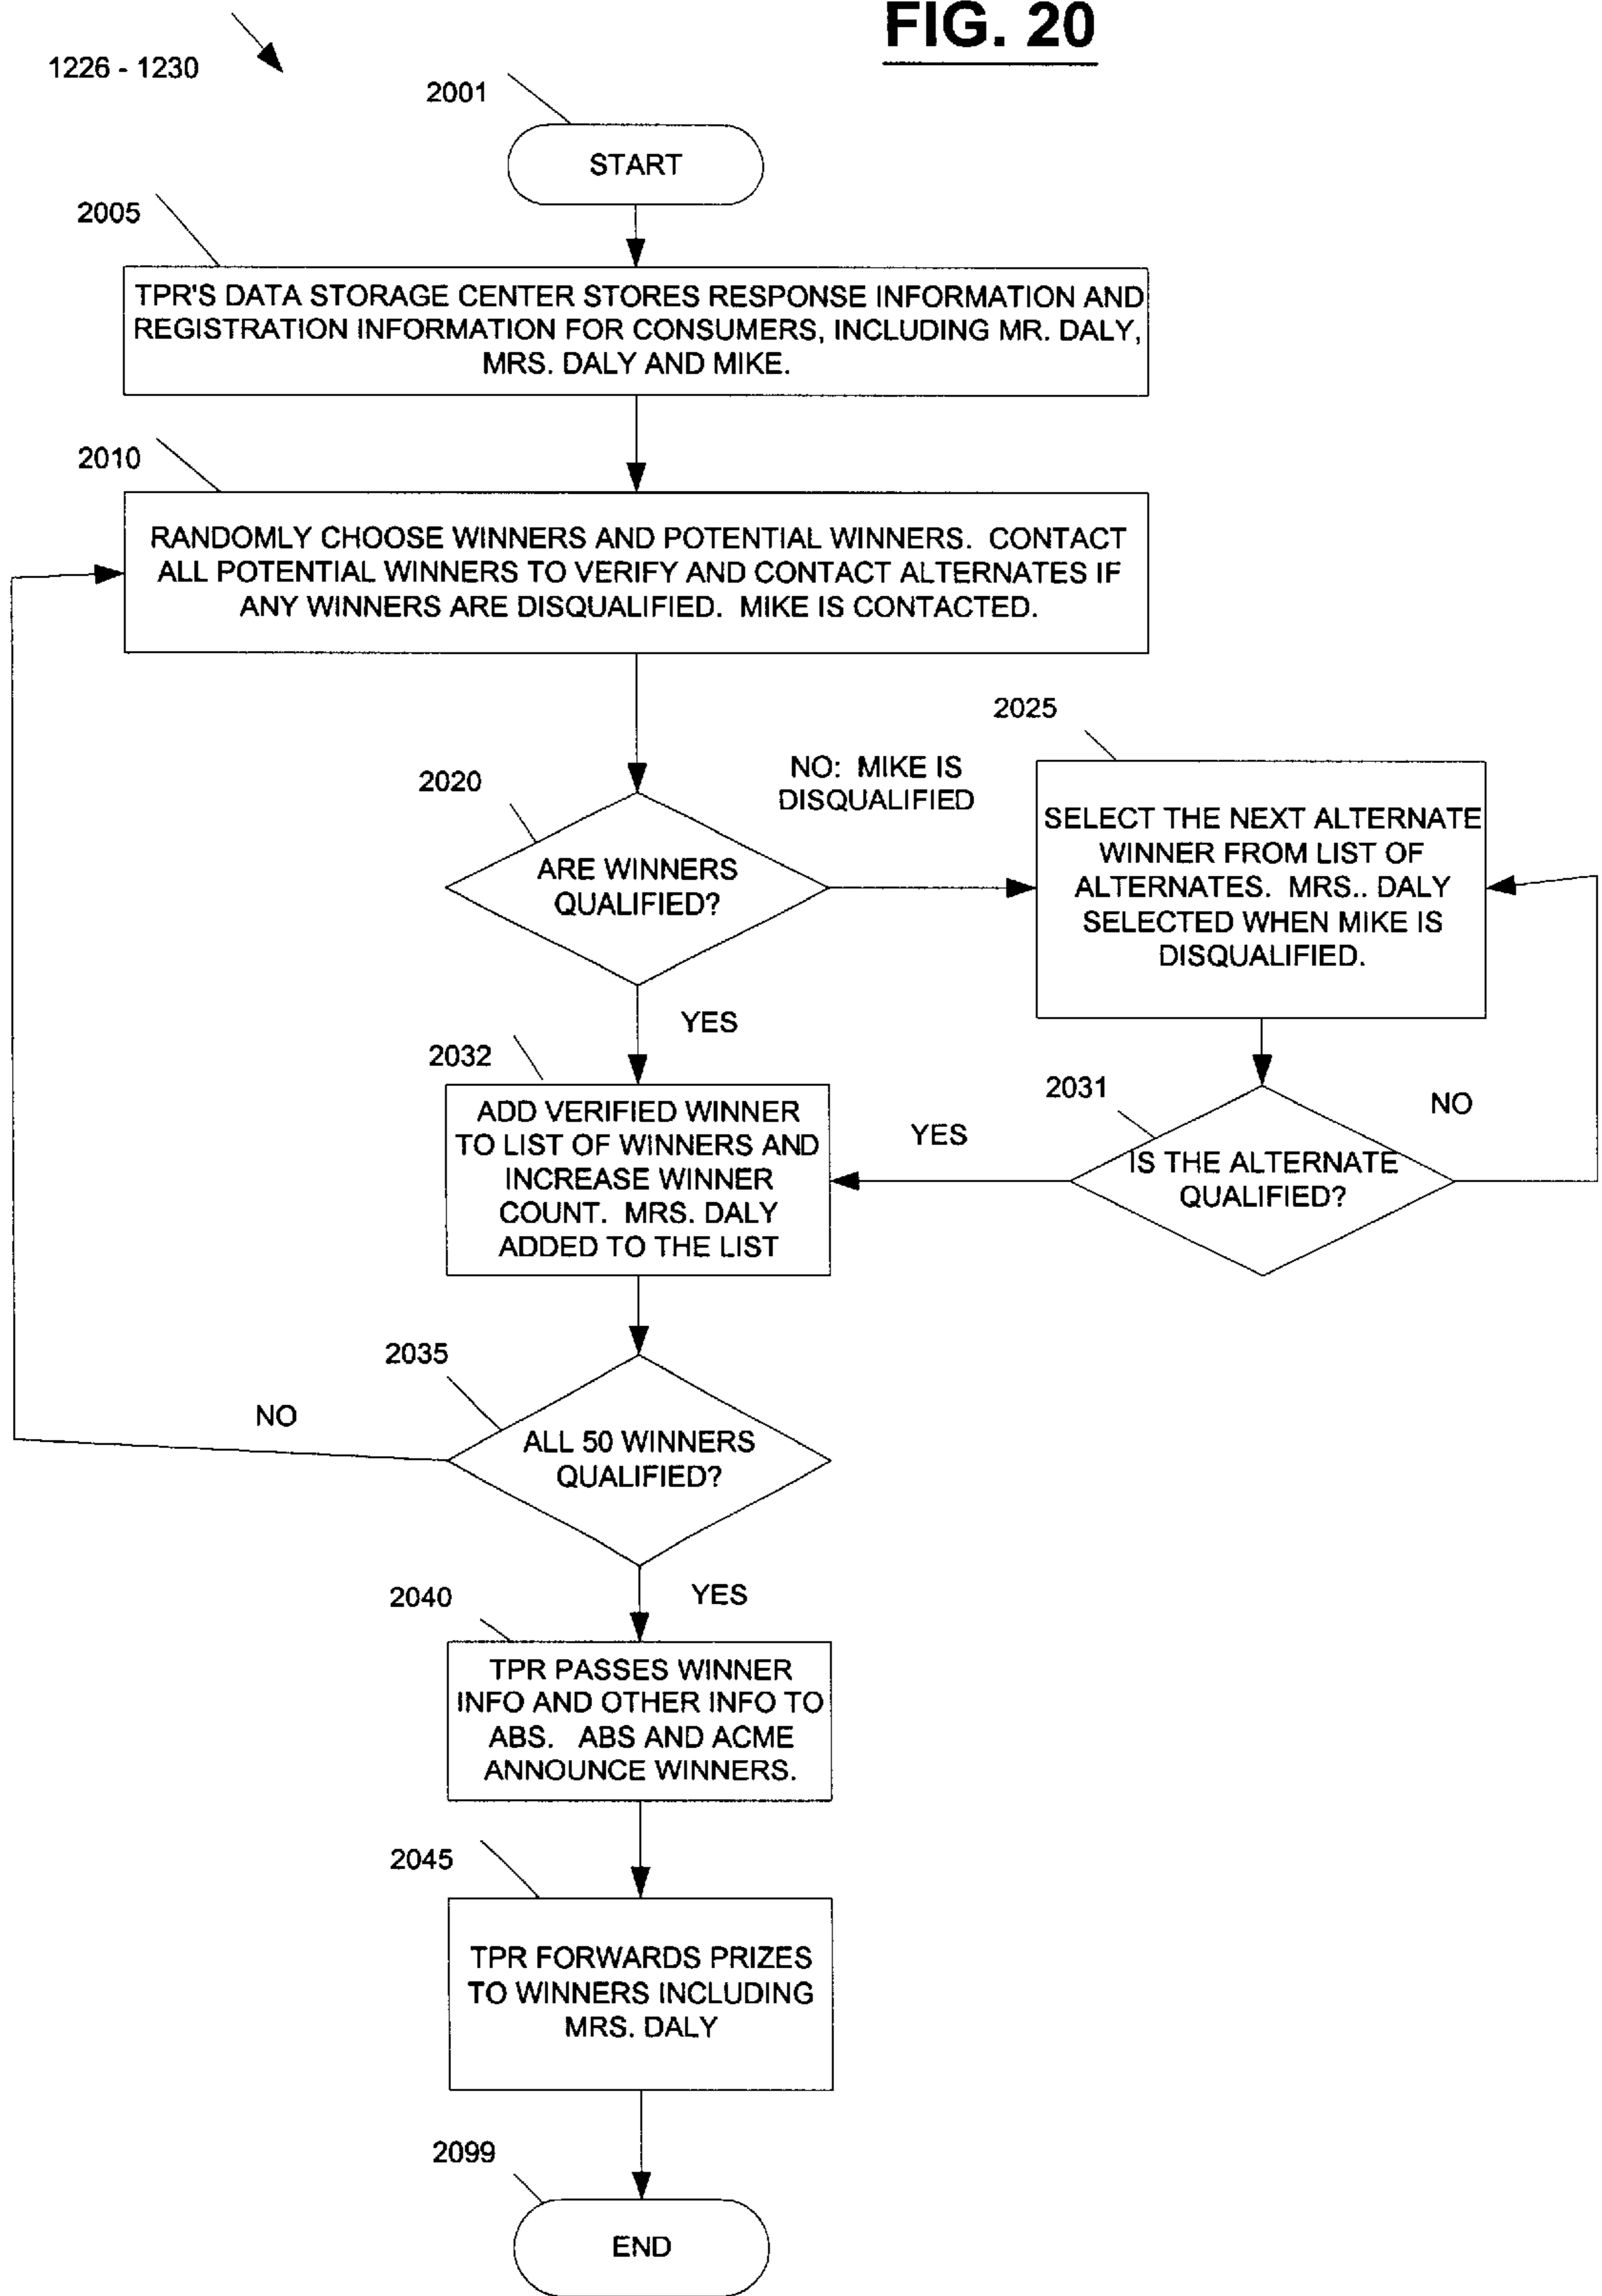 FIG. 20
1226 - 1230
2001
START
2005
TPR'S DATA STORAGE CENTER STORES RESPONSE INFORMATION AND
REGISTRATION INFORMATION FOR CONSUMERS, INCLUDING MR. DALY,
MRS. DALY AND MIKE.
2010
RANDOMLY CHOOSE WINNERS AND POTENTIAL WINNERS. CONTACT
ALL POTENTIAL WINNERS TO VERIFY AND CONTACT ALTERNATES IF
ANY WINNERS ARE DISQUALIFIED. MIKE IS CONTACTED.
2020
ARE WINNERS
QUALIFIED?
NO: MIKE IS
DISQUALIFIED
2025
SELECT THE NEXT ALTERNATE
WINNER FROM LIST OF
ALTERNATES. MRS.. DALY
SELECTED WHEN MIKE IS
DISQUALIFIED.
YES
2032
ADD VERIFIED WINNER
TO LIST OF WINNERS AND
INCREASE WINNER
COUNT. MRS. DALY
ADDED TO THE LIST
YES
2031
IS THE ALTERNATE
QUALIFIED?
NO
2035
ALL 50 WINNERS
QUALIFIED?
NO
YES
2040
TPR PASSES WINNER
INFO AND OTHER INFO TO
ABS. ABS AND ACME
ANNOUNCE WINNERS.
2045
TPR FORWARDS PRIZES
TO WINNERS INCLUDING
MRS. DALY
2099
END